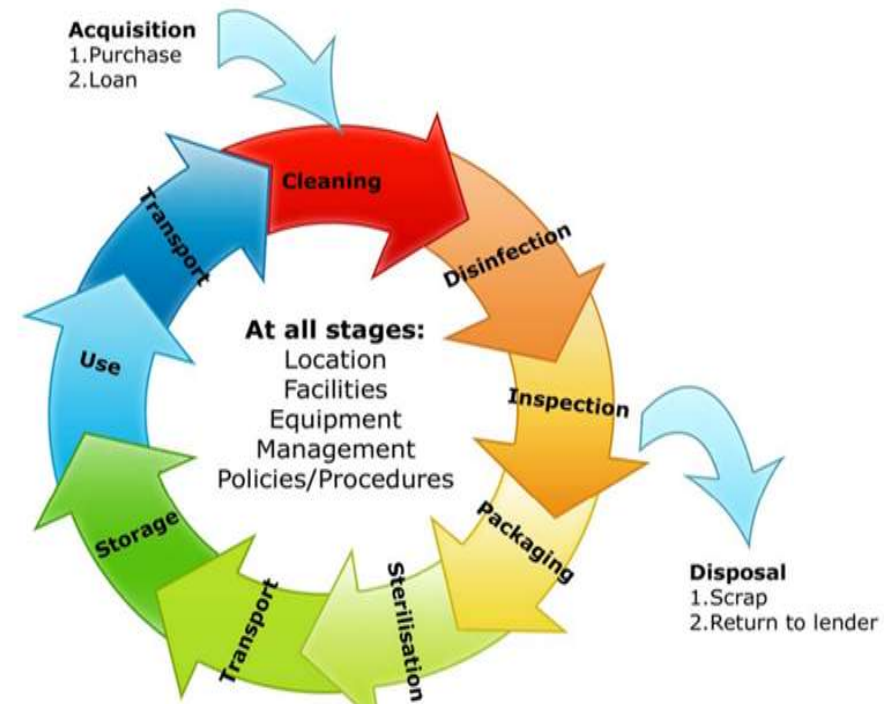 Acquisition
1.Purchase
2.Loan
Cleaning
Disinfection
Inspection
Packaging
Sterilisation
Transport
Storage
Use
Transport
At all stages:
Location
Facilities
Equipment
Management
Policies/Procedures
Disposal
1.Scrap
2.Return to lender